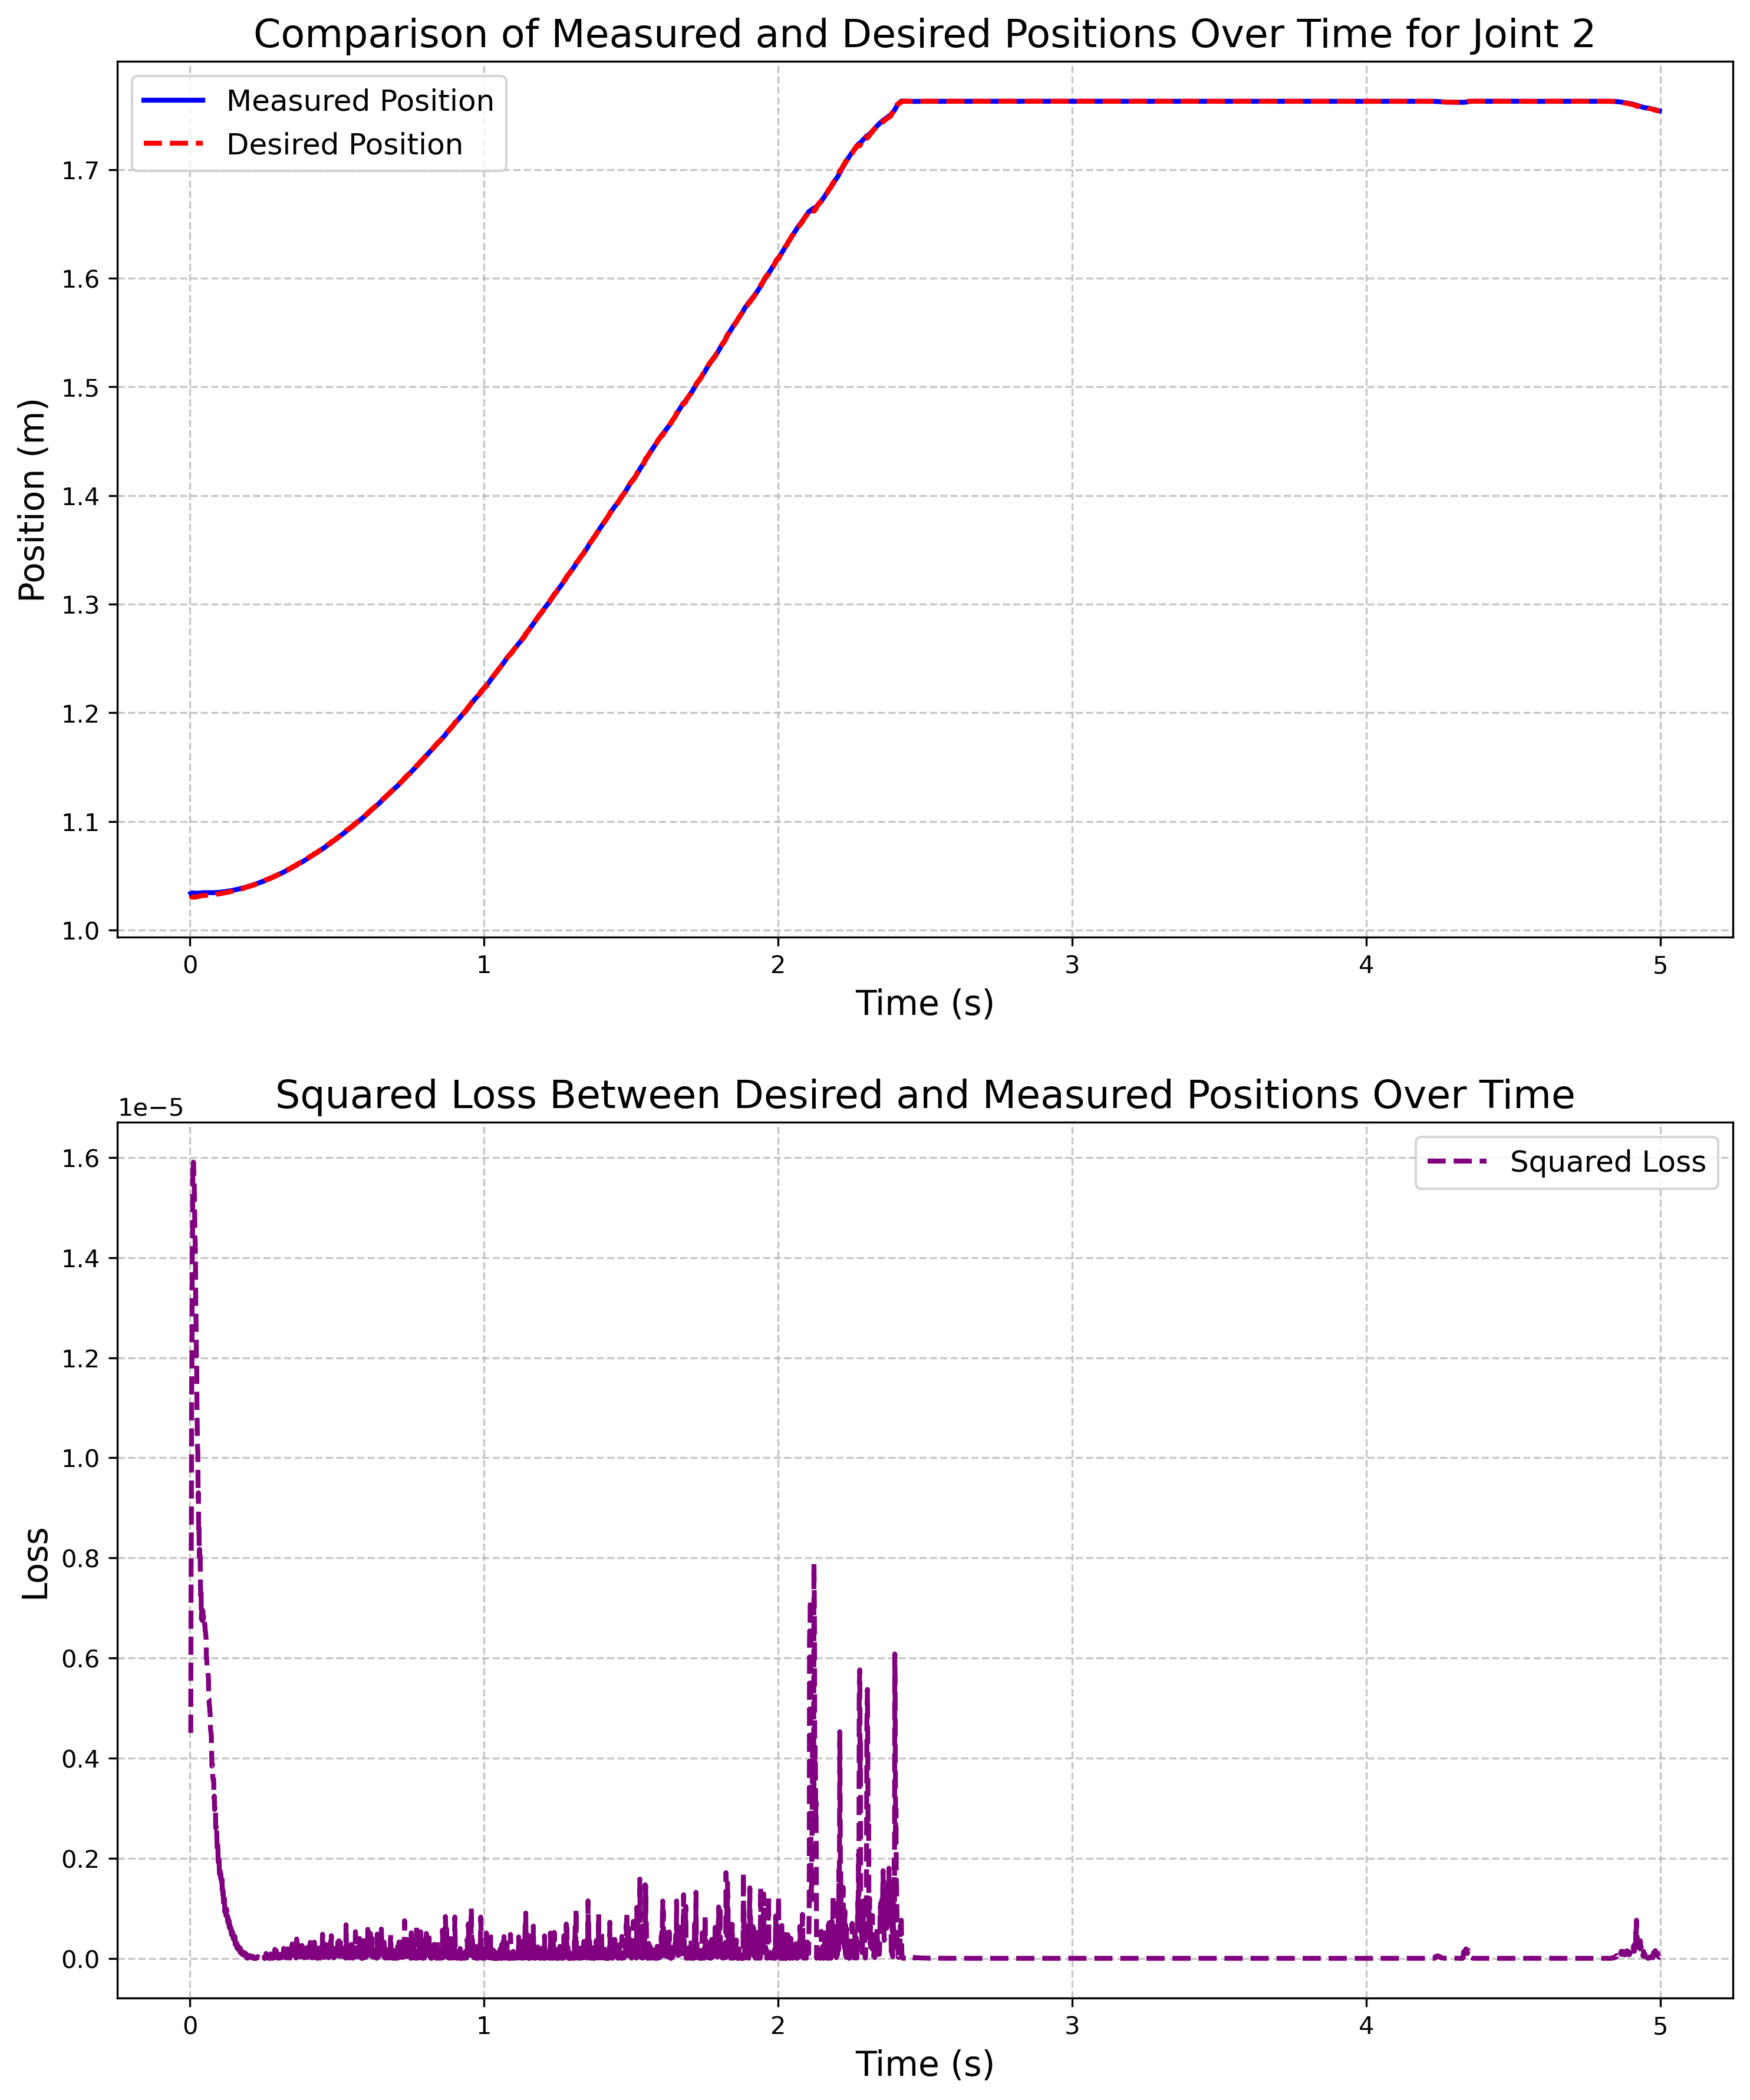 Comparison of Measured and Desired Positions Over Time for Joint 2
Measured Position
Desired Position
Position (m)
1.7
1.6
1.5
1.4
1.3
1.2
1.1
1.0
0 1 2 3 4 5
Time (s)
Squared Loss Between Desired and Measured Positions Over Time
1e−5
Squared Loss
Loss
1.6
1.4
1.2
1.0
0.8
0.6
0.4
0.2
0.0
0 1 2 3 4 5
Time (s)